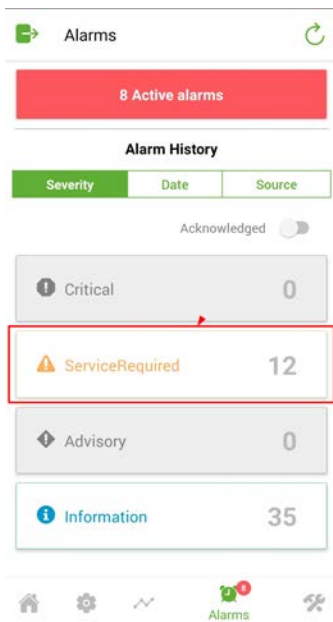 Alarms
8 Active alarms
Alarm History
Severity Date Source
Acknowledged
Critical 0
ServiceRequired 12
Advisory 0
Information 35
8
Alarms